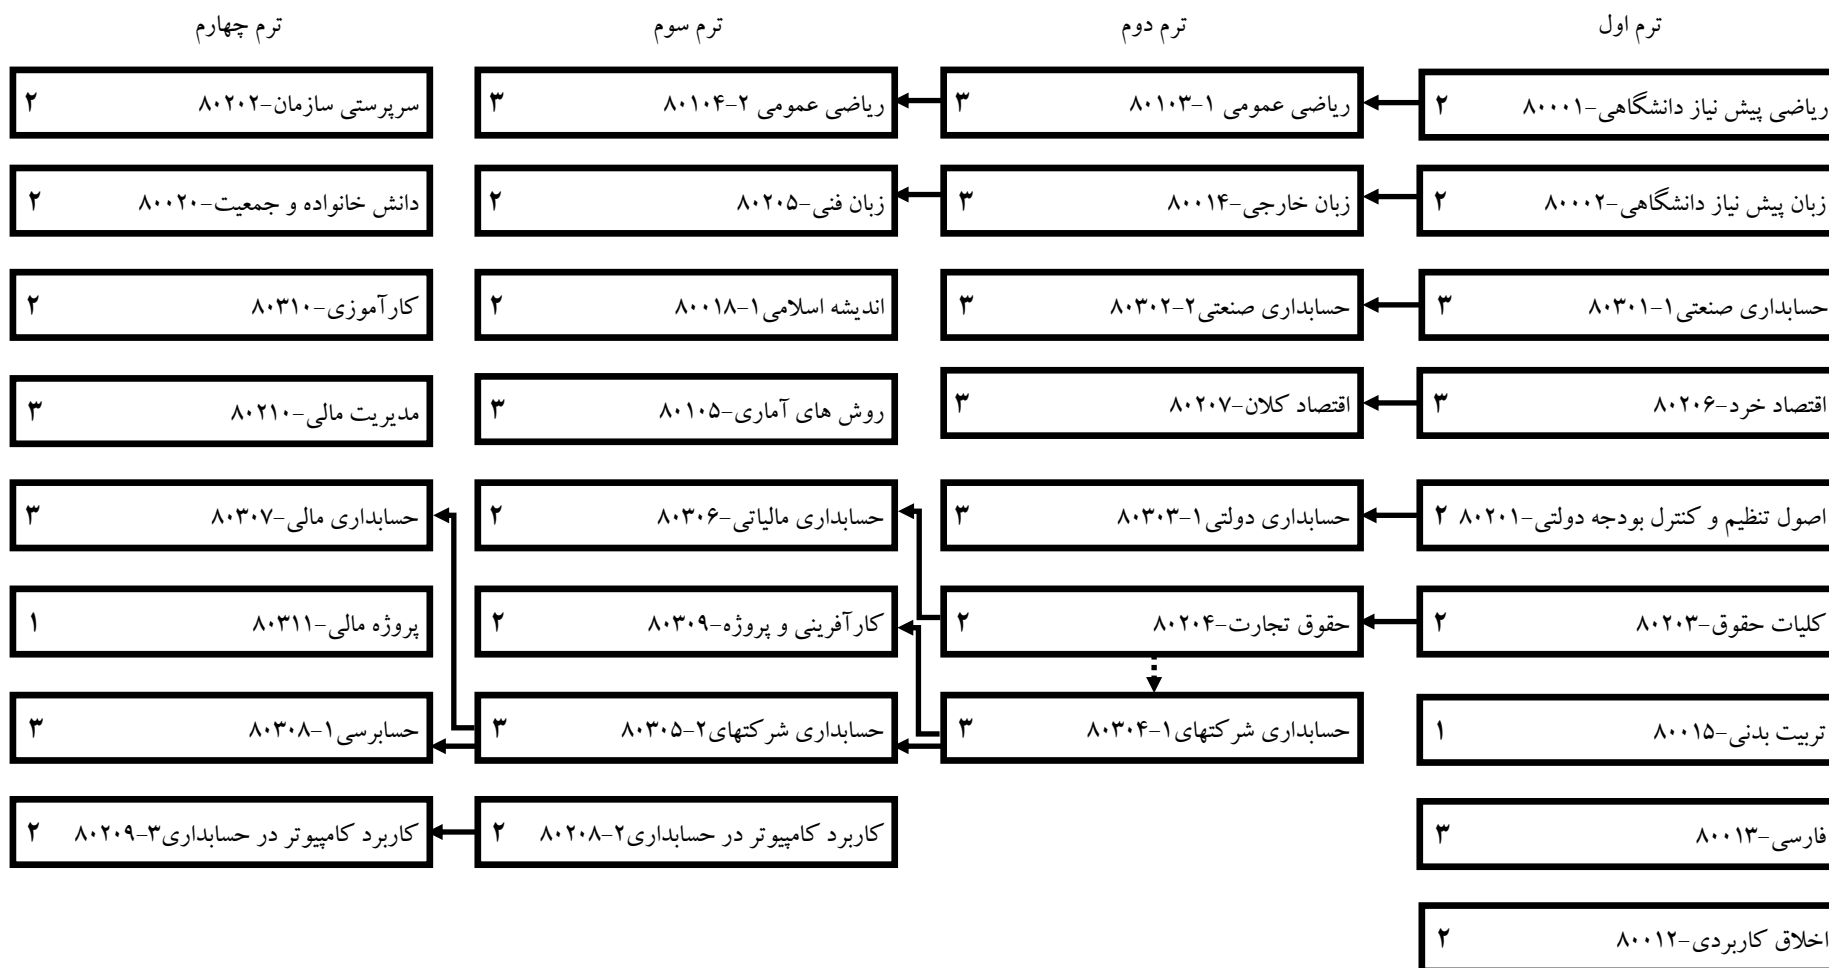 ترم اول
ترم دوم
ترم سوم
ترم چهارم
ریاضی پیش نیاز دانشگاهی-۸۰۰۰۱ ۲
ریاضی عمومی ۱-۸۰۱۰۳ ۳
ریاضی عمومی ۲-۸۰۱۰۴ ۳
سرپرستی سازمان-۸۰۲۰۲ ۲
زبان پیش نیاز دانشگاهی-۸۰۰۰۲ ۲
زبان خارجی-۸۰۰۱۴ ۳
زبان فنی-۸۰۲۰۵ ۲
دانش خانواده و جمعیت-۸۰۰۲۰ ۲
حسابداری صنعتی۱-۸۰۳۰۱ ۳
حسابداری صنعتی۲-۸۰۳۰۲ ۳
اندیشه اسلامی۱-۸۰۰۱۸ ۲
کارآموزی-۸۰۳۱۰ ۲
اقتصاد خرد-۸۰۲۰۶ ۳
اقتصاد کلان-۸۰۲۰۷ ۳
روش های آماری-۸۰۱۰۵ ۳
مدیریت مالی-۸۰۲۱۰ ۳
اصول تنظیم و کنترل بودجه دولتی-۸۰۲۰۱ ۲
حسابداری دولتی۱-۸۰۳۰۳ ۳
حسابداری مالیاتی-۸۰۳۰۶ ۲
حسابداری مالی-۸۰۳۰۷ ۳
کلیات حقوق-۸۰۲۰۳ ۲
حقوق تجارت-۸۰۲۰۴ ۲
کارآفرینی و پروژه-۸۰۳۰۹ ۲
پروژه مالی-۸۰۳۱۱ ۱
تربیت بدنی-۸۰۰۱۵ ۱
حسابداری شرکتهای۱-۸۰۳۰۴ ۳
حسابداری شرکتهای۲-۸۰۳۰۵ ۳
حسابرسی۱-۸۰۳۰۸ ۳
فارسی-۸۰۰۱۳ ۳
کاربرد کامپیوتر در حسابداری۲-۸۰۲۰۸ ۲
کاربرد کامپیوتر در حسابداری۳-۸۰۲۰۹ ۲
اخلاق کاربردی-۸۰۰۱۲ ۲